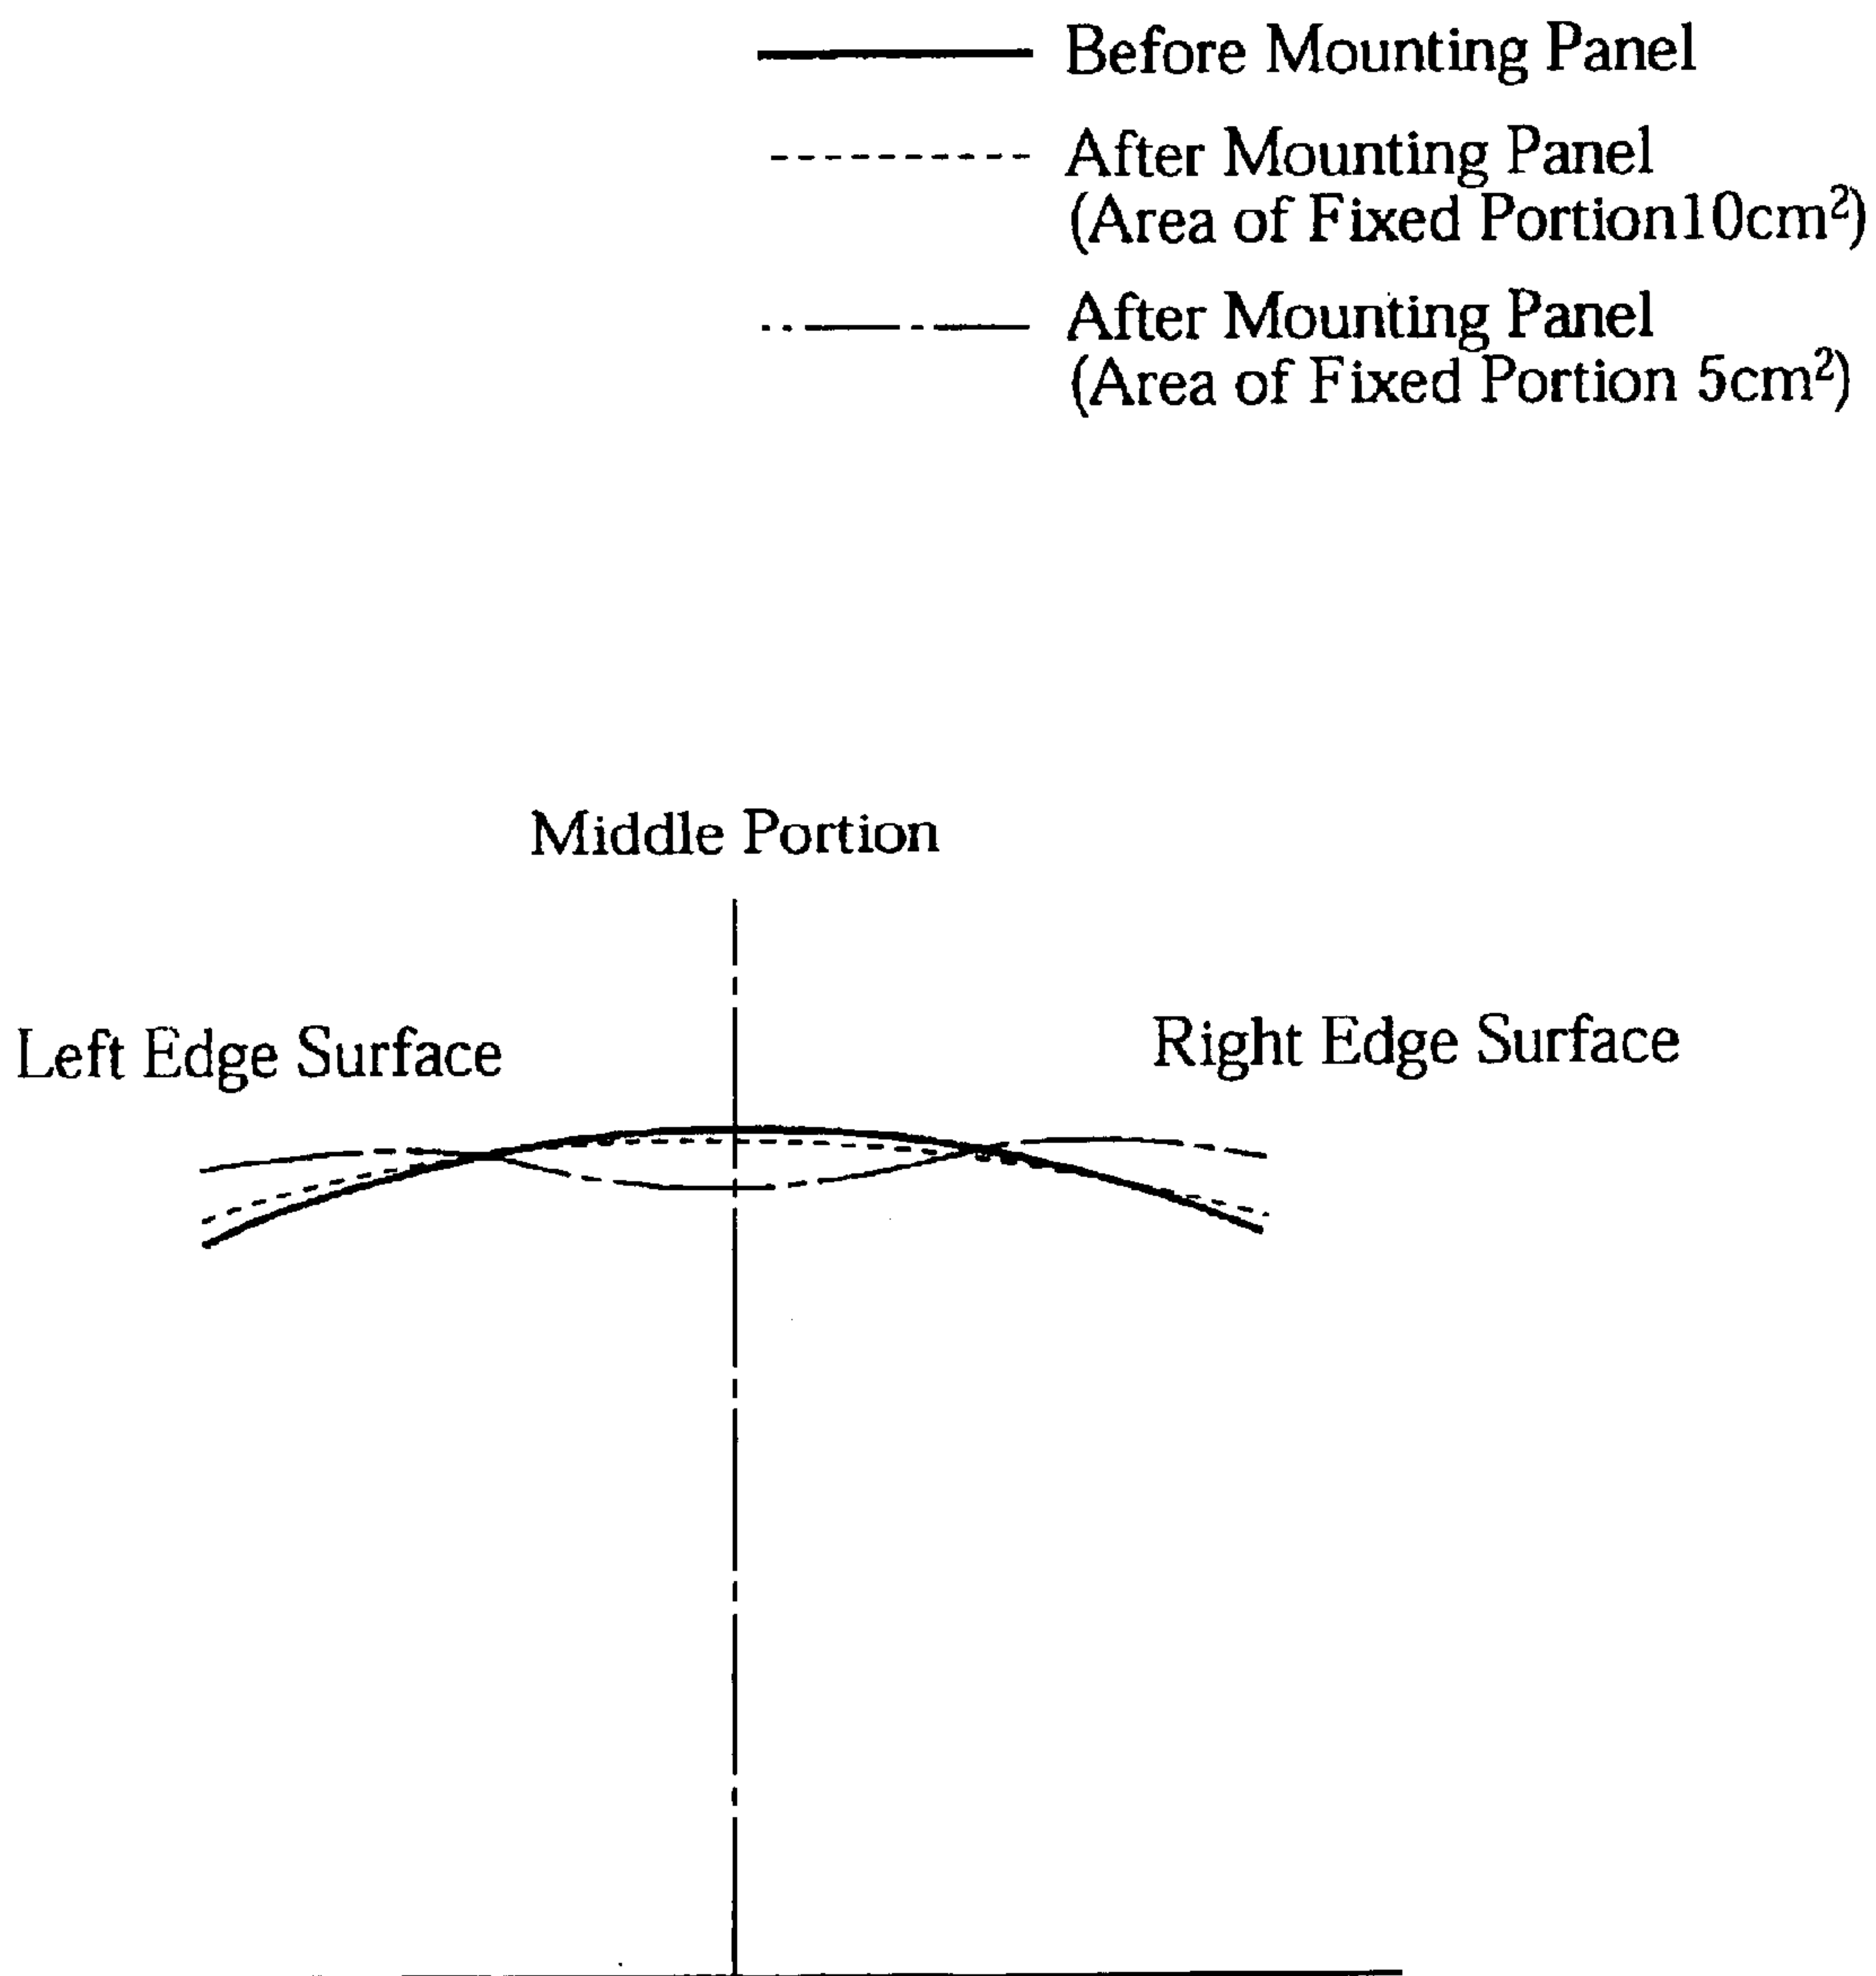 Before Mounting Panel
After Mounting Panel
(Area of Fixed Portion10cm²)
After Mounting Panel
(Area of Fixed Portion 5cm²)
Middle Portion
Left Edge Surface
Right Edge Surface